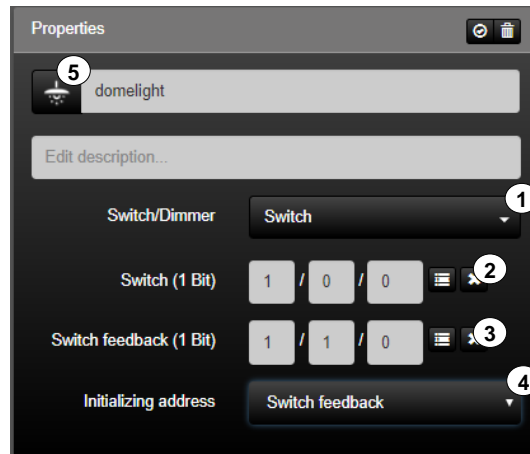 Properties
5
domelight
Edit description...
Switch/Dimmer Switch 1
Switch (1 Bit) 1 / 0 / 0 2
Switch feedback (1 Bit) 1 / 1 / 0 3
Initializing address Switch feedback 4